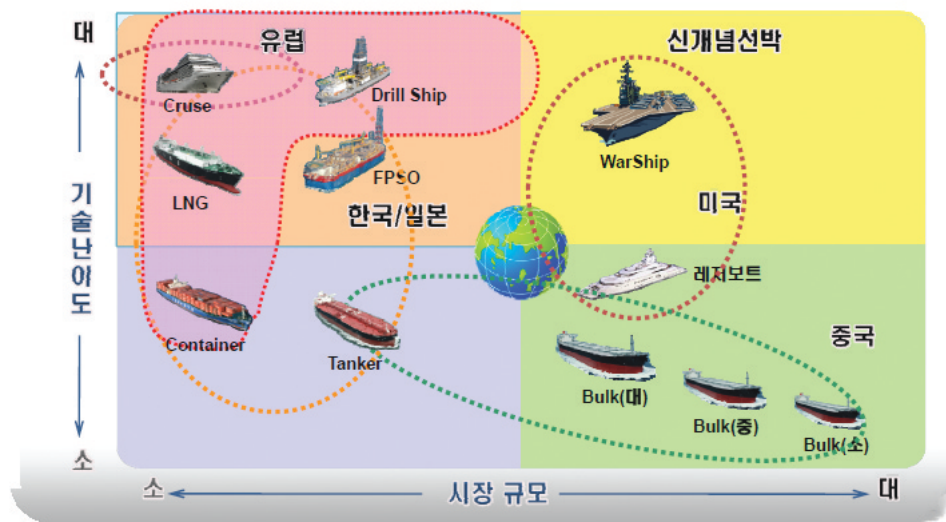 대
유럽
신개념선박
Cruse
Drill Ship
WarShip
LNG
FPSO
미국
한국/일본
기술난이도
레저보트
중국
Container
Tanker
Bulk(대)
Bulk(중)
Bulk(소)
소
소
시장 규모
대